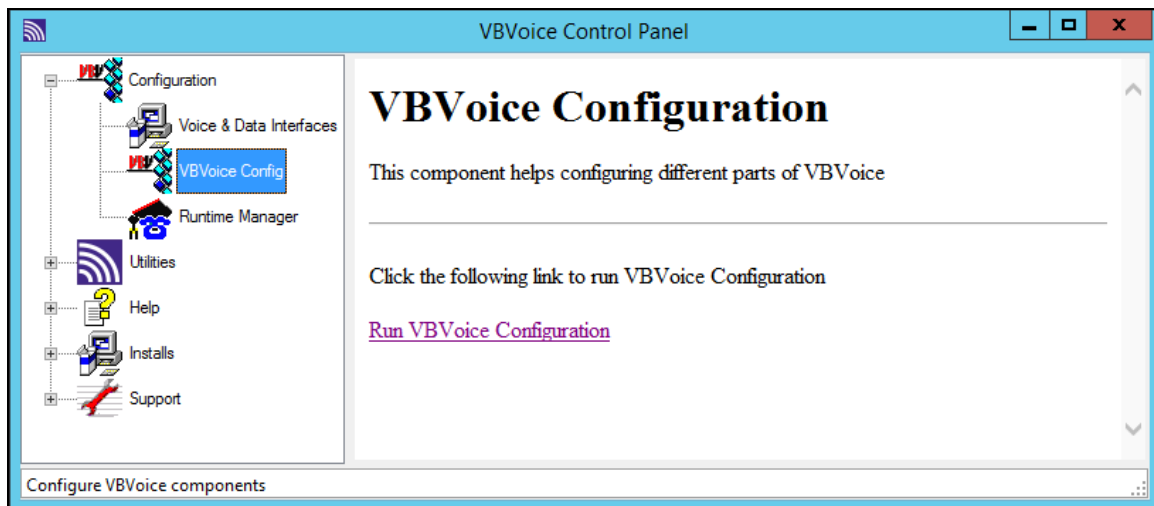 VBVoice Control Panel
Configuration
Voice & Data Interfaces
VBVoice Config
Runtime Manager
Utilities
Help
Installs
Support
VBVoice Configuration
This component helps configuring different parts of VBVoice
Click the following link to run VBVoice Configuration
Run VBVoice Configuration
Configure VBVoice components